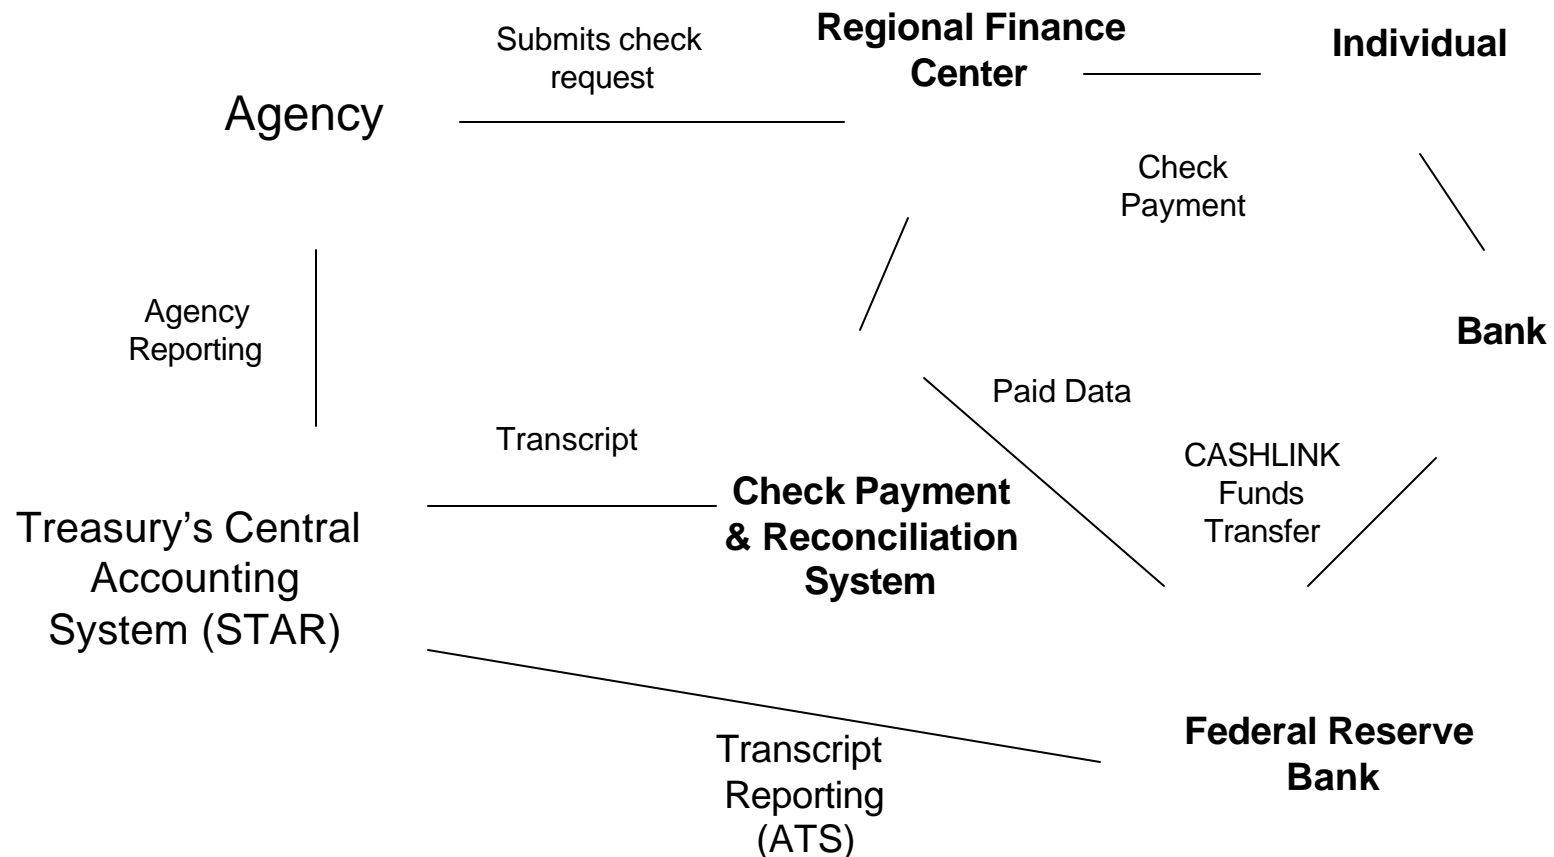 Submits check
request
Regional Finance
Center
Individual
Agency
Check
Payment
Agency
Reporting
Bank
Paid Data
Transcript
CASHLINK
Funds
Transfer
Check Payment
& Reconciliation
System
Treasury’s Central
Accounting
System (STAR)
Federal Reserve
Bank
Transcript
Reporting
(ATS)